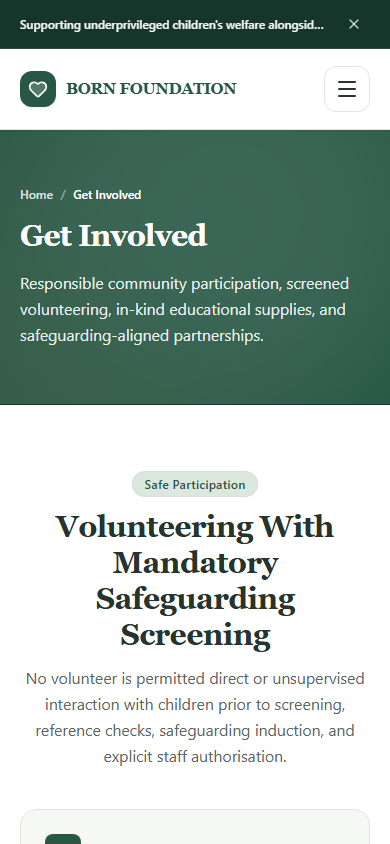 Supporting underprivileged children's welfare alongsid...
BORN FOUNDATION
Home / Get Involved
Get Involved
Responsible community participation, screened
volunteering, in-kind educational supplies, and
safeguarding-aligned partnerships.
Safe Participation
Volunteering With
Mandatory
Safeguarding
Screening
No volunteer is permitted direct or unsupervised
interaction with children prior to screening,
reference checks, safeguarding induction, and
explicit staff authorisation.